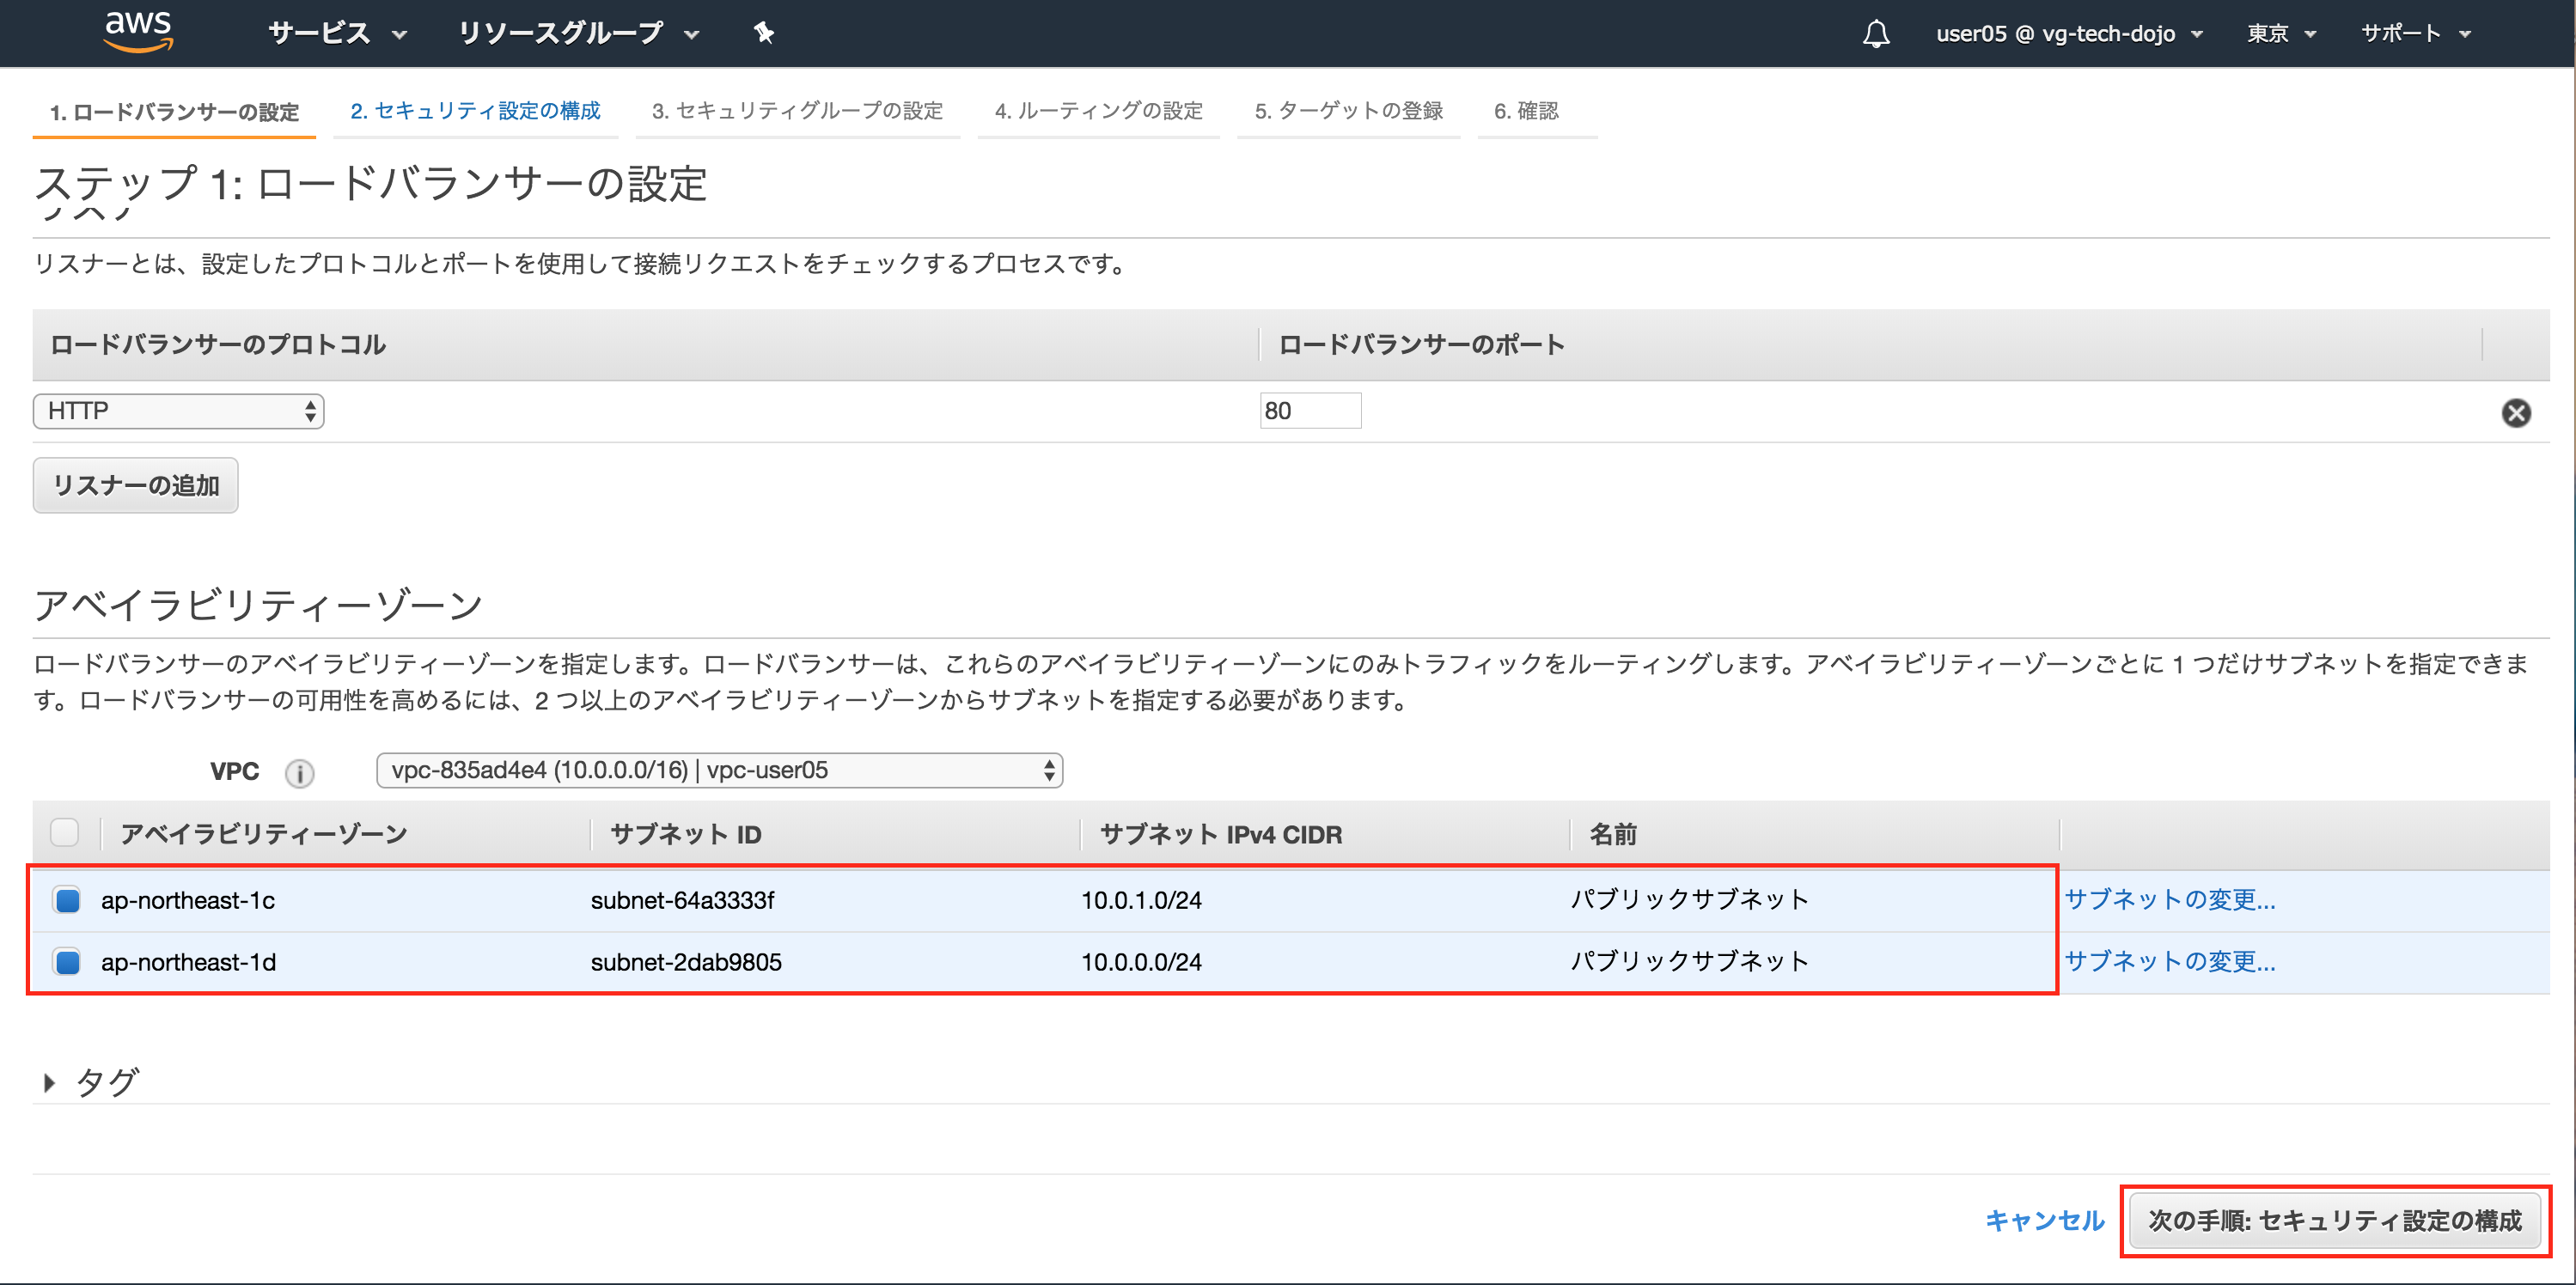 aws サービス リソースグループ user05 @ vg-tech-dojo 東京 サポート
1. ロードバランサーの設定 2. セキュリティ設定の構成 3. セキュリティグループの設定 4. ルーティングの設定 5. ターゲットの登録 6. 確認
ステップ 1: ロードバランサーの設定
リスナーとは、設定したプロトコルとポートを使用して接続リクエストをチェックするプロセスです。
ロードバランサーのプロトコル ロードバランサーのポート
HTTP 80
リスナーの追加
アベイラビリティーゾーン
ロードバランサーのアベイラビリティーゾーンを指定します。ロードバランサーは、これらのアベイラビリティーゾーンにのみトラフィックをルーティングします。アベイラビリティーゾーンごとに 1 つだけサブネットを指定できま
す。ロードバランサーの可用性を高めるには、2 つ以上のアベイラビリティーゾーンからサブネットを指定する必要があります。
VPC i vpc-835ad4e4 (10.0.0.0/16) | vpc-user05
アベイラビリティーゾーン サブネット ID サブネット IPv4 CIDR 名前
ap-northeast-1c subnet-64a3333f 10.0.1.0/24 パブリックサブネット サブネットの変更...
ap-northeast-1d subnet-2dab9805 10.0.0.0/24 パブリックサブネット サブネットの変更...
タグ
キャンセル 次の手順: セキュリティ設定の構成